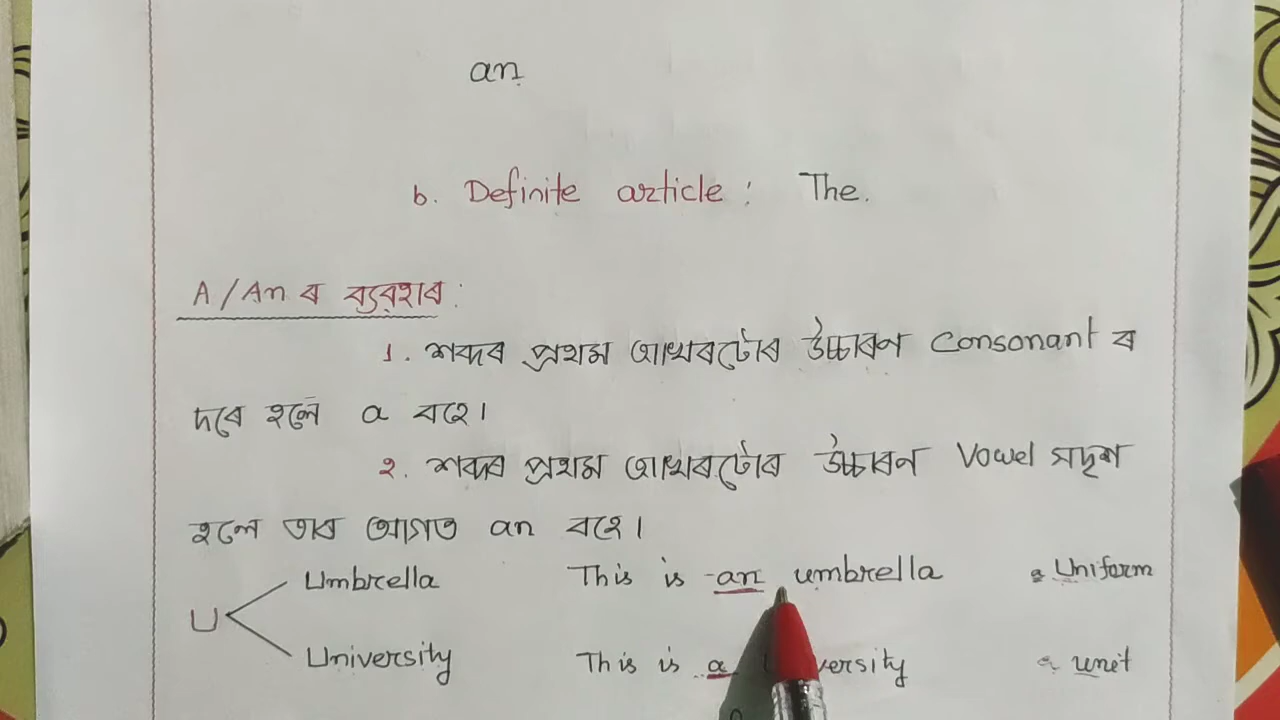 an
b. Definite article : The.
A/An ৰ ব্যৱহাৰ :
1. শব্দৰ প্ৰথম আখৰটোৰ উচ্চাৰণ consonant ৰ
দৰে হলে a বহে।
২. শব্দৰ প্ৰথম আখৰটোৰ উচ্চাৰণ Vowel সদৃশ
হলে তাৰ আগত an বহে।
Umbrella This is an umbrella Uniform
U
University This is a versity unit